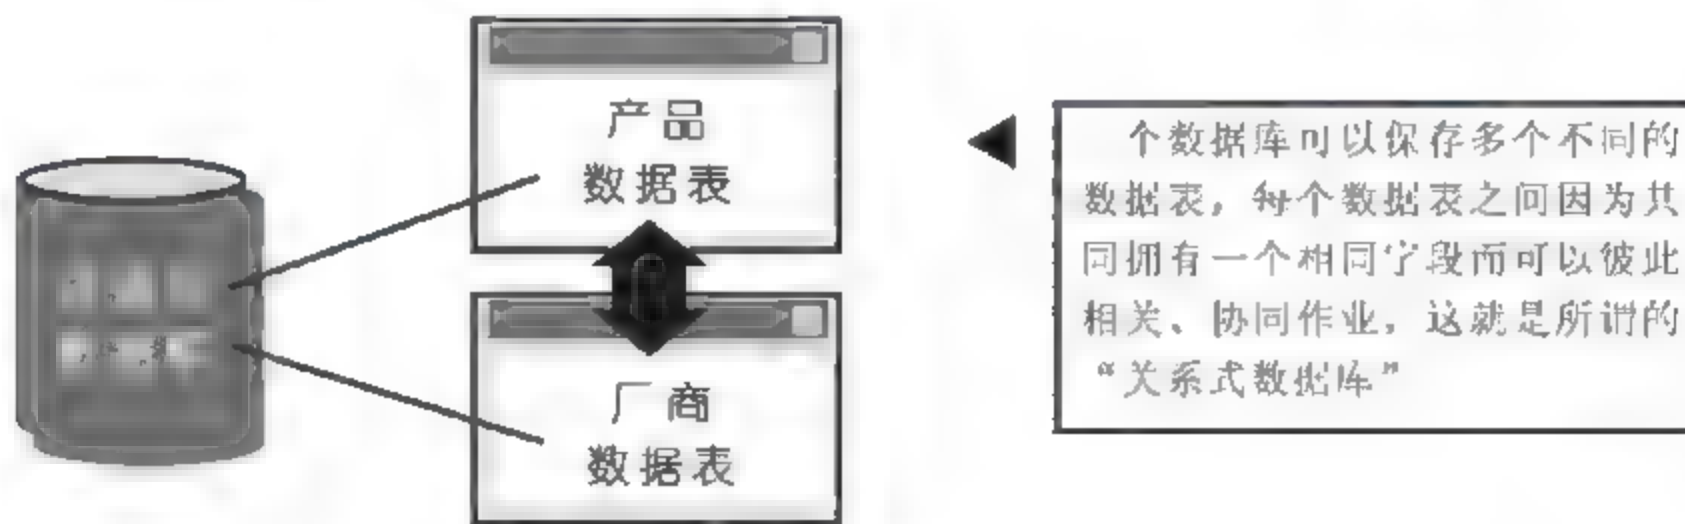 产品
数据表
厂商
数据表
个数据库可以保存多个不同的
数据表，每个数据表之间因为共
同拥有一个相同字段而可以彼此
相关、协同作业，这就是所谓的
“关系式数据库”